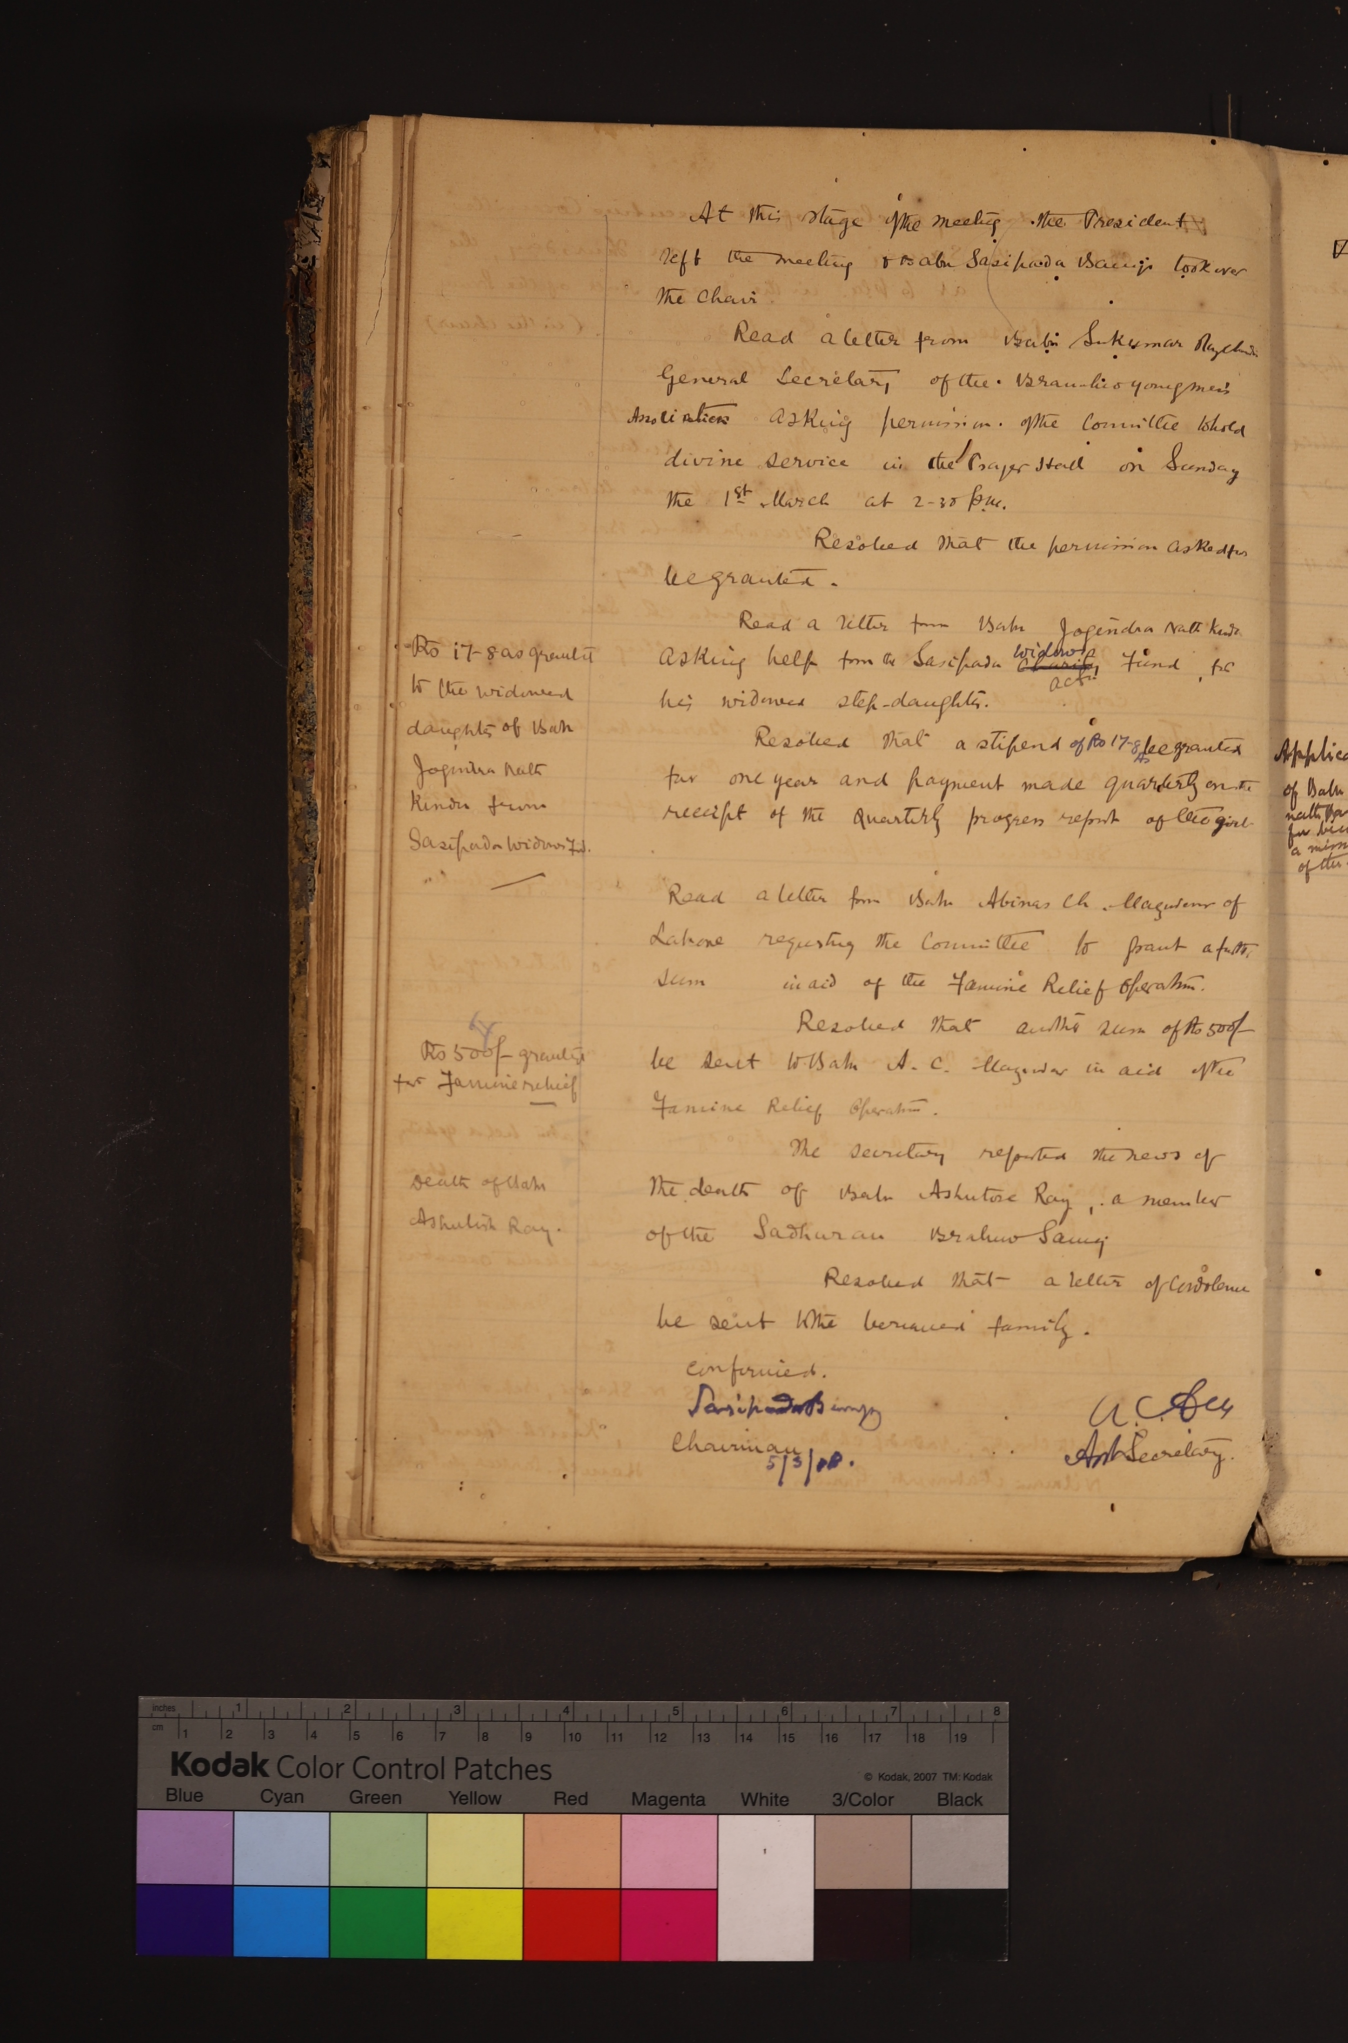 At this stage of the meeting the President
left the meeting & Babu Sasipada Banerji took over
the Chair.
Read a letter from Babu Sukumar Ray
General Secretary of the Brahmo youngmen's
Association asking permission of the Committee to hold
divine service in the Prayer Hall on Sunday
the 1st March at 2-30 p.m.
Resolved that the permission asked for
be granted.
Read a letter from Babu Jogendra Nath Kundu
asking help from the Sasipada Charity widows Fund, for
acb.
his widowed step-daughter.
Resolved that a stipend of Rs 17-8 as be granted
for one year and payment made quarterly on the
receipt of the Quarterly progress report of the girl.
Read a letter from Babu Abinas Ch. Mazumdar of
Lahore requesting the Committee to grant a further
sum in aid of the Famine Relief Operation.
Resolved that another sum of Rs 500/-
be sent to Babu A. C. Mazumdar in aid of the
Famine Relief Operation.
The secretary reported the news of
the death of Babu Ashutose Ray, a member
of the Sadharan Brahmo Samaj
Resolved that a letter of Condolence
be sent to the bereaved family.
Confirmed.
Sasipada Banerji
Chairman
5/3/08.
A. C. Sen
Asst Secretary.
Rs 17-8 as granted
to the widowed
daughter of Babu
Jogendra Nath
Kundu from
Sasipada Widows Fd.
Rs 500/- granted
for Famine relief
Death of Babu
Ashutosh Ray.
Applica
of Babu
nath
for
a miss
of the
inches 1 2 3 4 5 6 7 8
cm 1 2 3 4 5 6 7 8 9 10 11 12 13 14 15 16 17 18 19
Kodak Color Control Patches
© Kodak, 2007 TM: Kodak
Blue Cyan Green Yellow Red Magenta White 3/Color Black